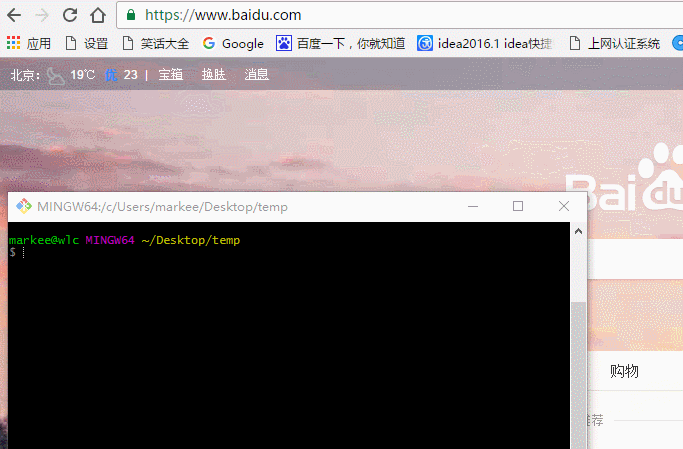 https://www.baidu.com
应用 设置 笑话大全 Google 百度一下，你就知道 idea2016.1 idea快捷 上网认证系统
北京： 19℃ 优 23 | 宝箱 换肤 消息
Bai du
MINGW64:/c/Users/markee/Desktop/temp
markee@wlc MINGW64 ~/Desktop/temp
$
购物
推荐